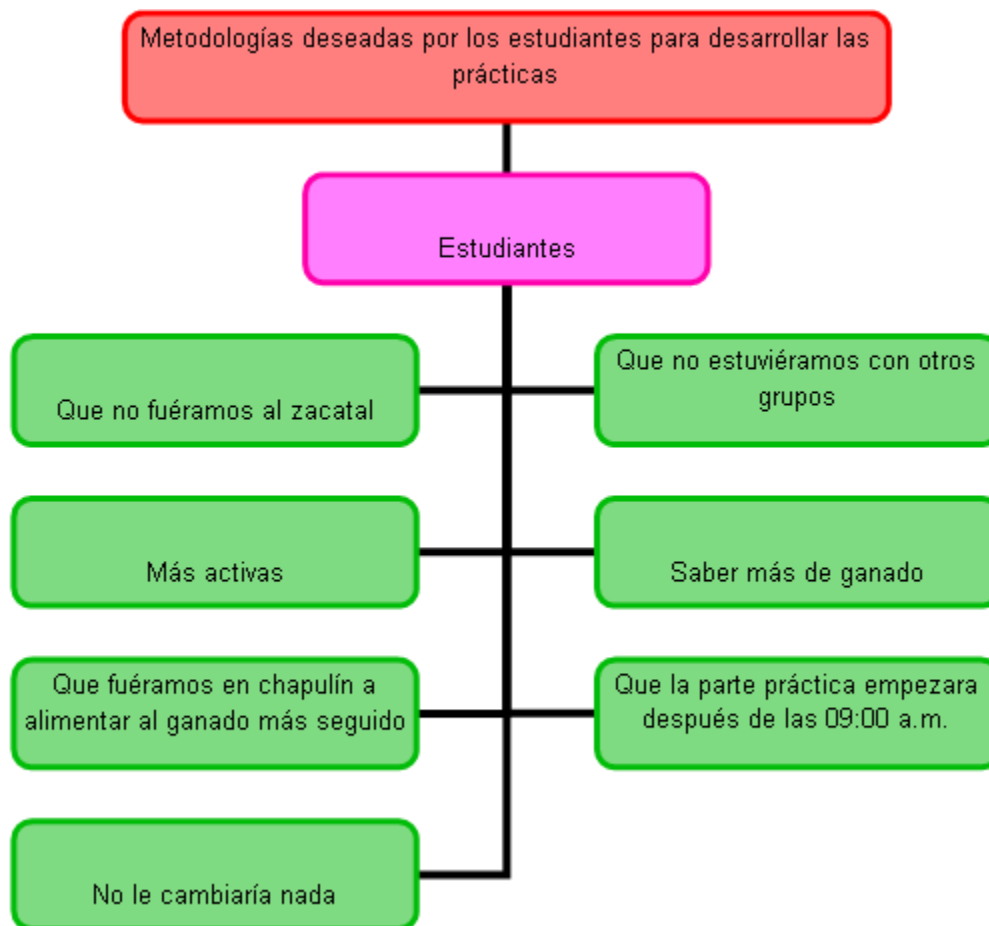 Metodologías deseadas por los estudiantes para desarrollar las
prácticas
Estudiantes
Que no fuéramos al zacatal
Que no estuviéramos con otros
grupos
Más activas
Saber más de ganado
Que fuéramos en chapulín a
alimentar al ganado más seguido
Que la parte práctica empezara
después de las 09:00 a.m.
No le cambiaría nada